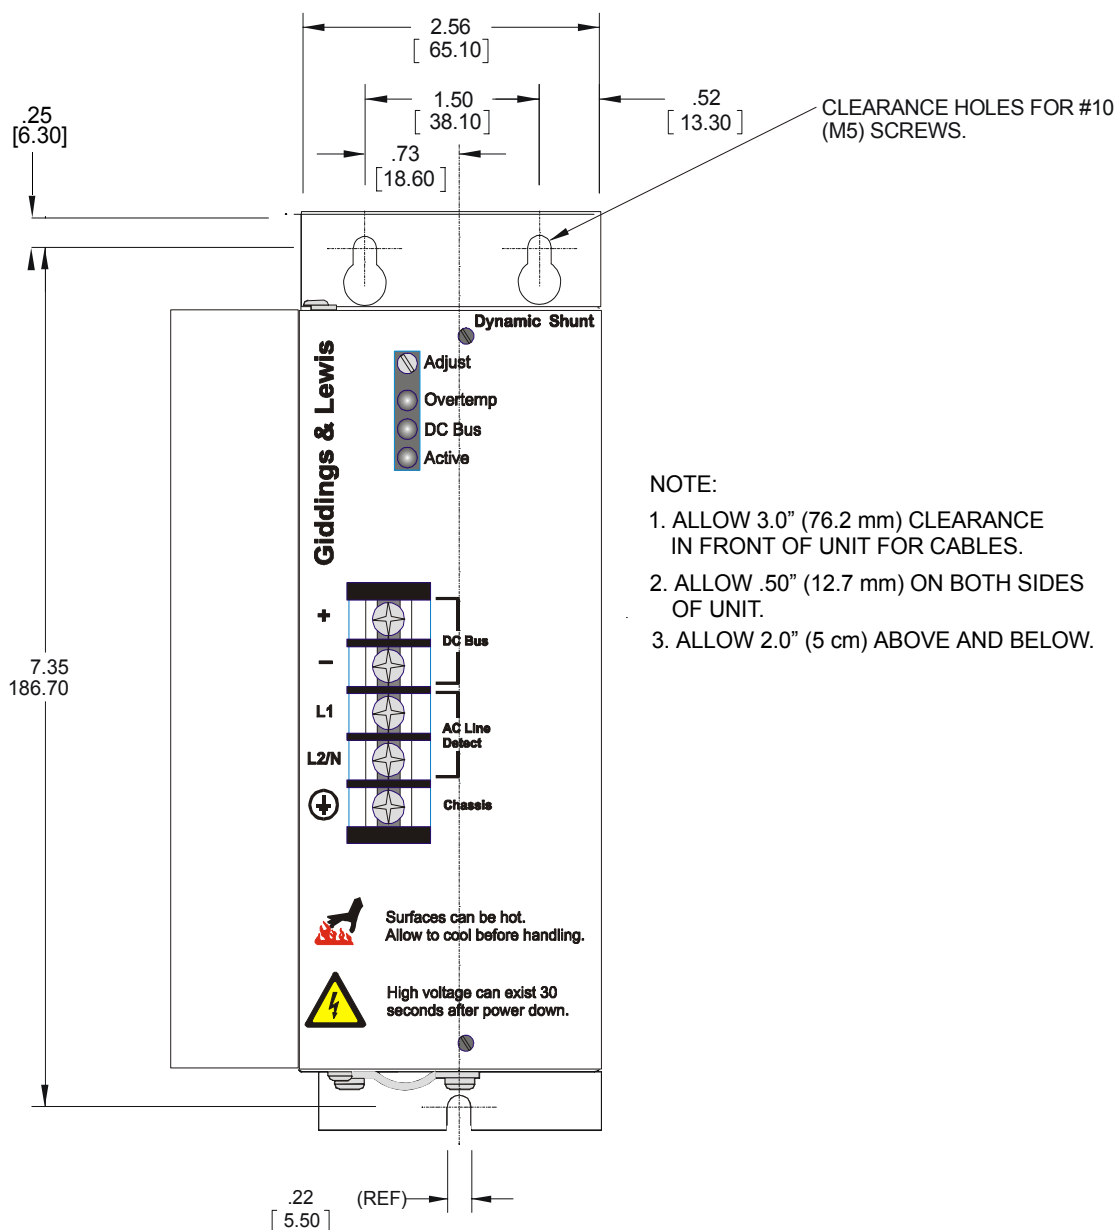 2.56
[ 65.10]
1.50
[ 38.10]
.52
[ 13.30 ]
.73
[18.60 ]
.25
[6.30]
CLEARANCE HOLES FOR #10
(M5) SCREWS.
Dynamic Shunt
Giddings & Lewis
Adjust
Overtemp
DC Bus
Active
NOTE:
1. ALLOW 3.0” (76.2 mm) CLEARANCE
IN FRONT OF UNIT FOR CABLES.
2. ALLOW .50” (12.7 mm) ON BOTH SIDES
OF UNIT.
3. ALLOW 2.0” (5 cm) ABOVE AND BELOW.
7.35
186.70
+
–
DC Bus
L1
L2/N
AC Line
Detect
Chassis
Surfaces can be hot.
Allow to cool before handling.
High voltage can exist 30
seconds after power down.
.22
[ 5.50]
(REF)